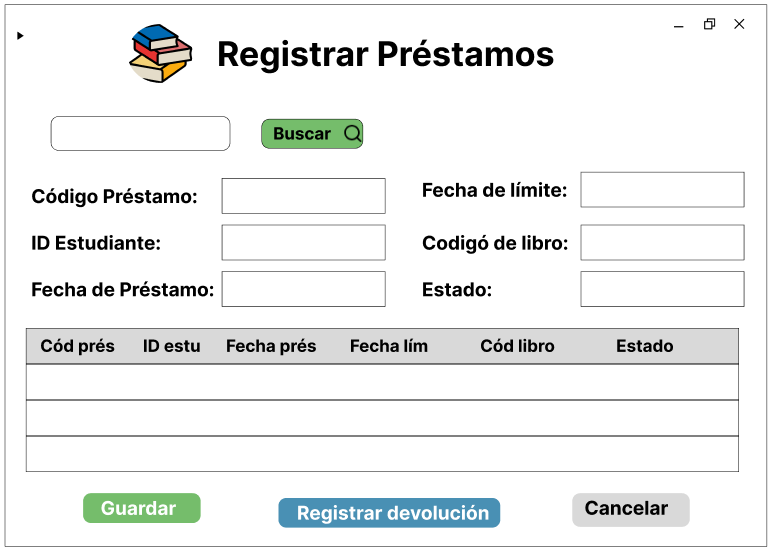 Registrar Préstamos
Buscar
Código Préstamo:
Fecha de límite:
ID Estudiante:
Codigó de libro:
Fecha de Préstamo:
Estado:
Cód prés ID estu Fecha prés Fecha lím Cód libro Estado
Guardar Registrar devolución Cancelar